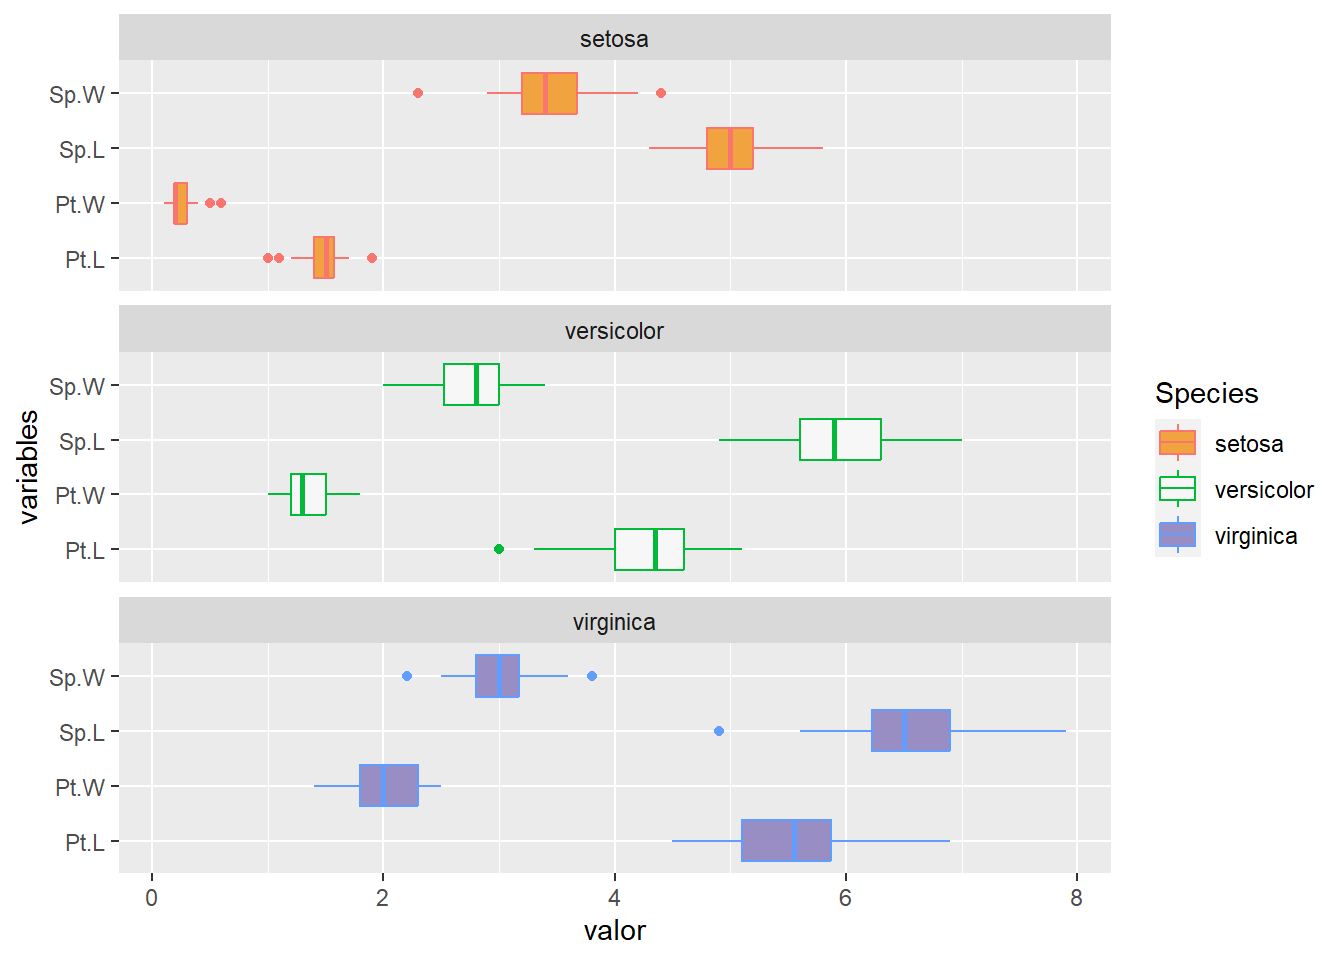 setosa
Sp.W
Sp.L
Pt.W
Pt.L
versicolor
Sp.W
Sp.L
Pt.W
Pt.L
virginica
Sp.W
Sp.L
Pt.W
Pt.L
0 2 4 6 8
valor
variables
Species
setosa
versicolor
virginica